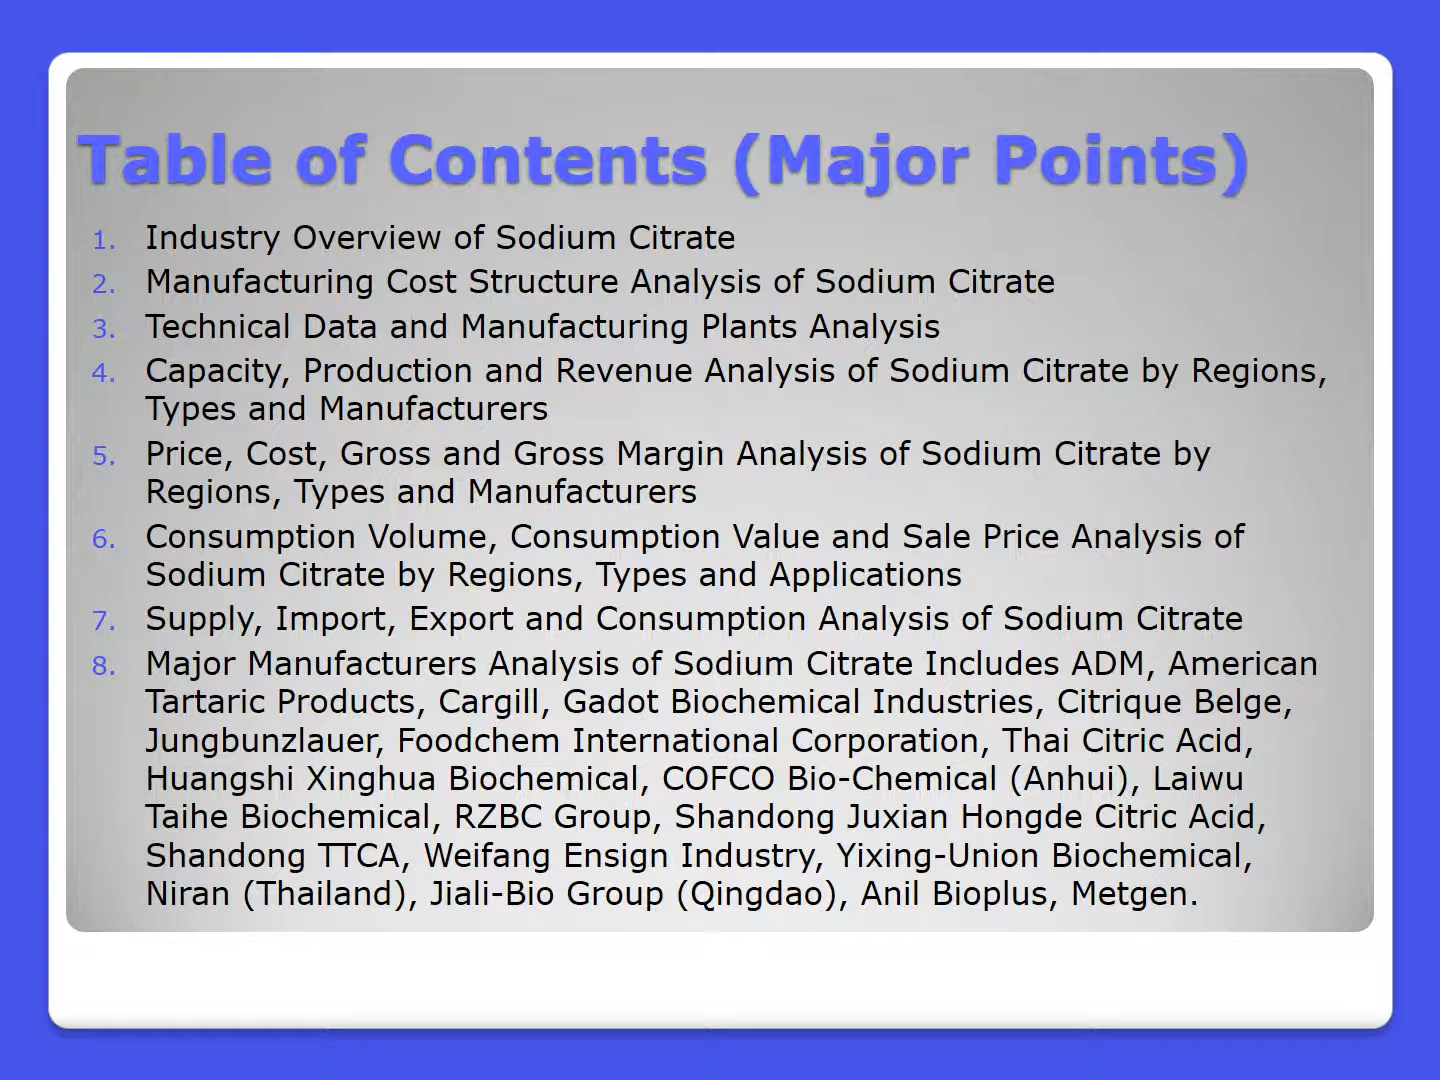 Table of Contents (Major Points)
1. Industry Overview of Sodium Citrate
2. Manufacturing Cost Structure Analysis of Sodium Citrate
3. Technical Data and Manufacturing Plants Analysis
4. Capacity, Production and Revenue Analysis of Sodium Citrate by Regions,
Types and Manufacturers
5. Price, Cost, Gross and Gross Margin Analysis of Sodium Citrate by
Regions, Types and Manufacturers
6. Consumption Volume, Consumption Value and Sale Price Analysis of
Sodium Citrate by Regions, Types and Applications
7. Supply, Import, Export and Consumption Analysis of Sodium Citrate
8. Major Manufacturers Analysis of Sodium Citrate Includes ADM, American
Tartaric Products, Cargill, Gadot Biochemical Industries, Citrique Belge,
Jungbunzlauer, Foodchem International Corporation, Thai Citric Acid,
Huangshi Xinghua Biochemical, COFCO Bio-Chemical (Anhui), Laiwu
Taihe Biochemical, RZBC Group, Shandong Juxian Hongde Citric Acid,
Shandong TTCA, Weifang Ensign Industry, Yixing-Union Biochemical,
Niran (Thailand), Jiali-Bio Group (Qingdao), Anil Bioplus, Metgen.